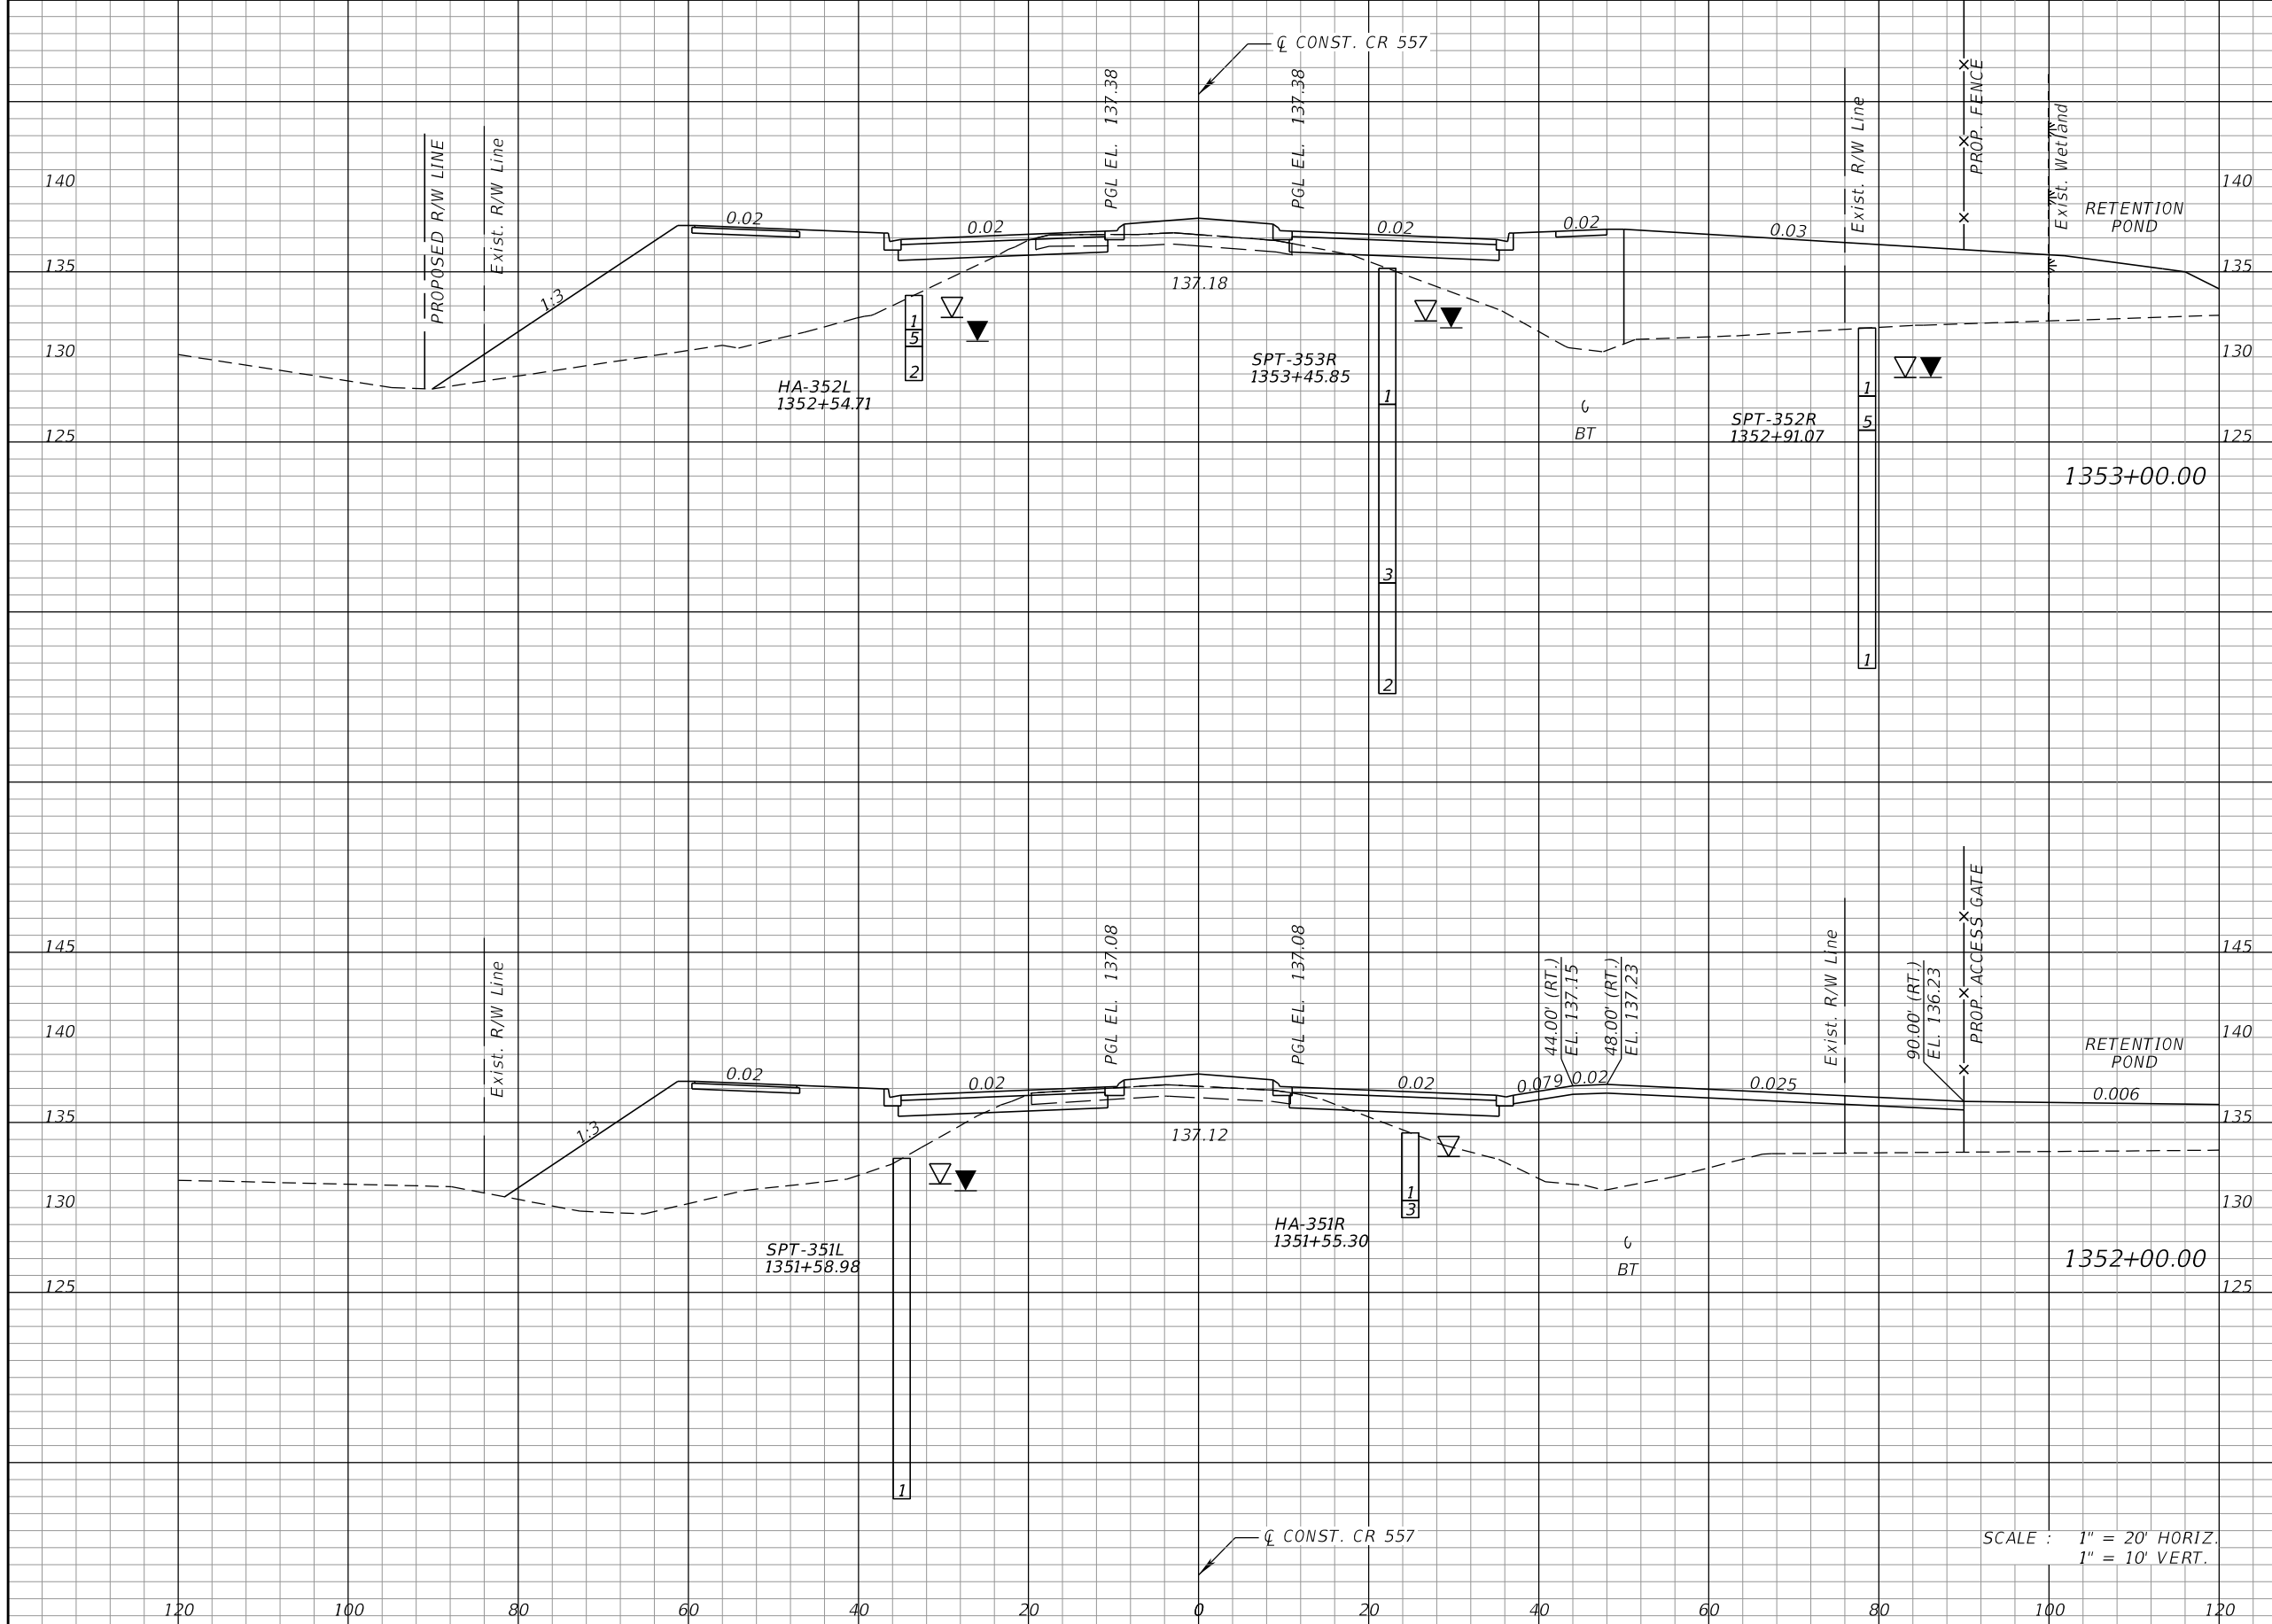 ℄ CONST. CR 557
PROPOSED R/W LINE
Exist. R/W Line
PGL EL. 137.38
PGL EL. 137.38
Exist. R/W Line
PROP. FENCE
Exist. Wetland
140
140
RETENTION
POND
0.02
0.02
0.02
0.02
0.03
135
135
137.18
1:3
1
5
2
HA-352L
1352+54.71
130
130
SPT-353R
1353+45.85
1
3
2
BT
SPT-352R
1352+91.07
1
5
1
125
125
1353+00.00
Exist. R/W Line
PGL EL. 137.08
PGL EL. 137.08
44.00' (RT.)
EL. 137.15
48.00' (RT.)
EL. 137.23
Exist. R/W Line
90.00' (RT.)
EL. 136.23
PROP. ACCESS GATE
145
145
140
140
RETENTION
POND
0.02
0.02
0.02
0.079
0.02
0.025
0.006
135
135
137.12
1:3
130
130
1
3
HA-351R
1351+55.30
SPT-351L
1351+58.98
1
BT
1352+00.00
125
125
℄ CONST. CR 557
SCALE : 1" = 20' HORIZ.
1" = 10' VERT.
120 100 80 60 40 20 0 20 40 60 80 100 120